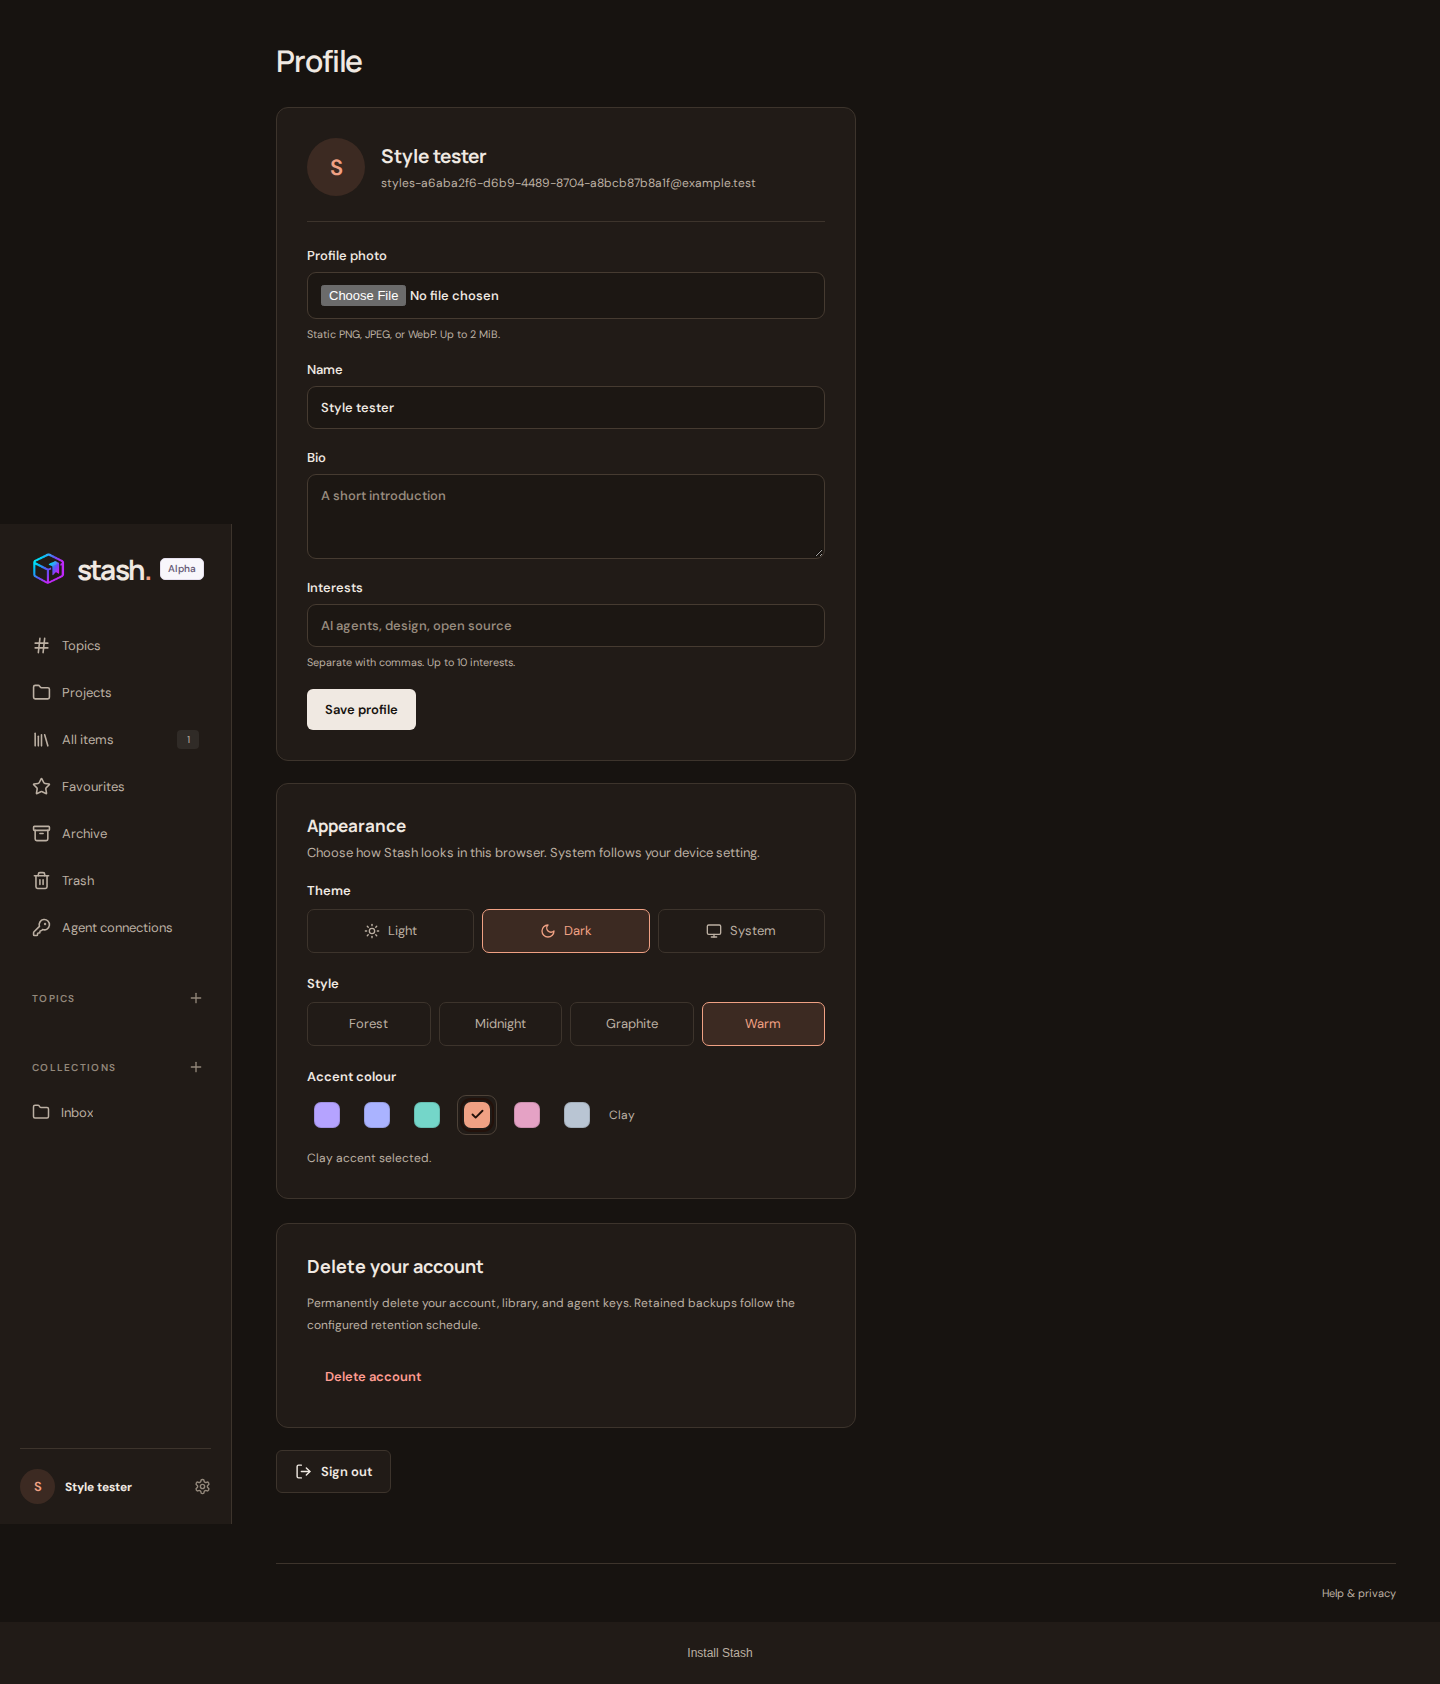 Profile
S
Style tester
styles-a6aba2f6-d6b9-4489-8704-a8bcb87b8a1f@example.test
Profile photo
Choose File No file chosen
Static PNG, JPEG, or WebP. Up to 2 MiB.
Name
Style tester
Bio
A short introduction
Interests
AI agents, design, open source
Separate with commas. Up to 10 interests.
Save profile
stash. Alpha
Topics
Projects
All items 1
Favourites
Archive
Trash
Agent connections
TOPICS
COLLECTIONS
Inbox
S Style tester
Appearance
Choose how Stash looks in this browser. System follows your device setting.
Theme
Light Dark System
Style
Forest Midnight Graphite Warm
Accent colour
Clay
Clay accent selected.
Delete your account
Permanently delete your account, library, and agent keys. Retained backups follow the
configured retention schedule.
Delete account
Sign out
Help & privacy
Install Stash